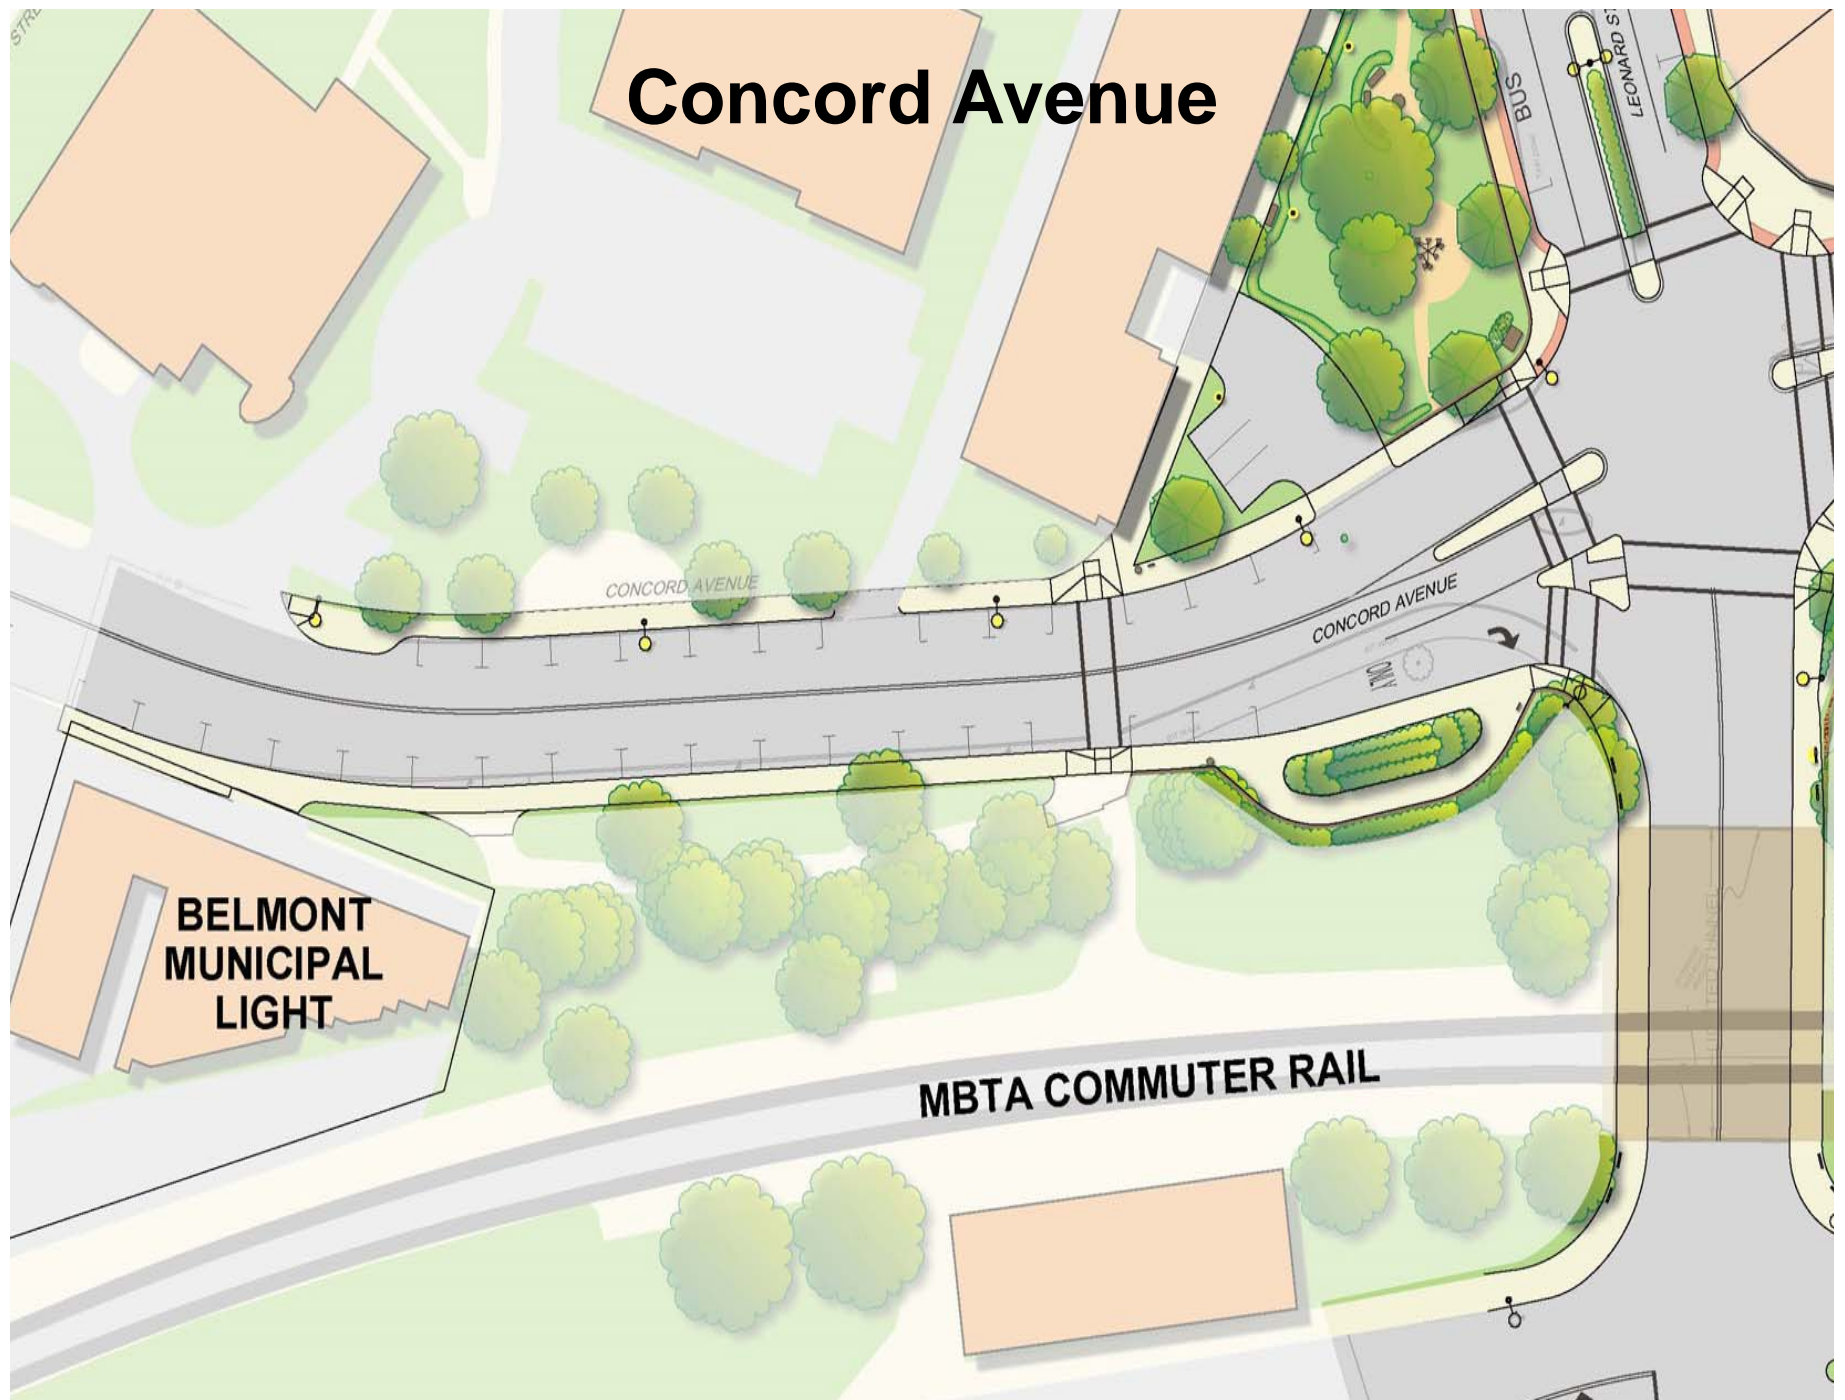 Concord Avenue
LEONARD ST
BUS
CONCORD AVENUE
CONCORD AVENUE
ONLY
BELMONT
MUNICIPAL
LIGHT
MBTA COMMUTER RAIL